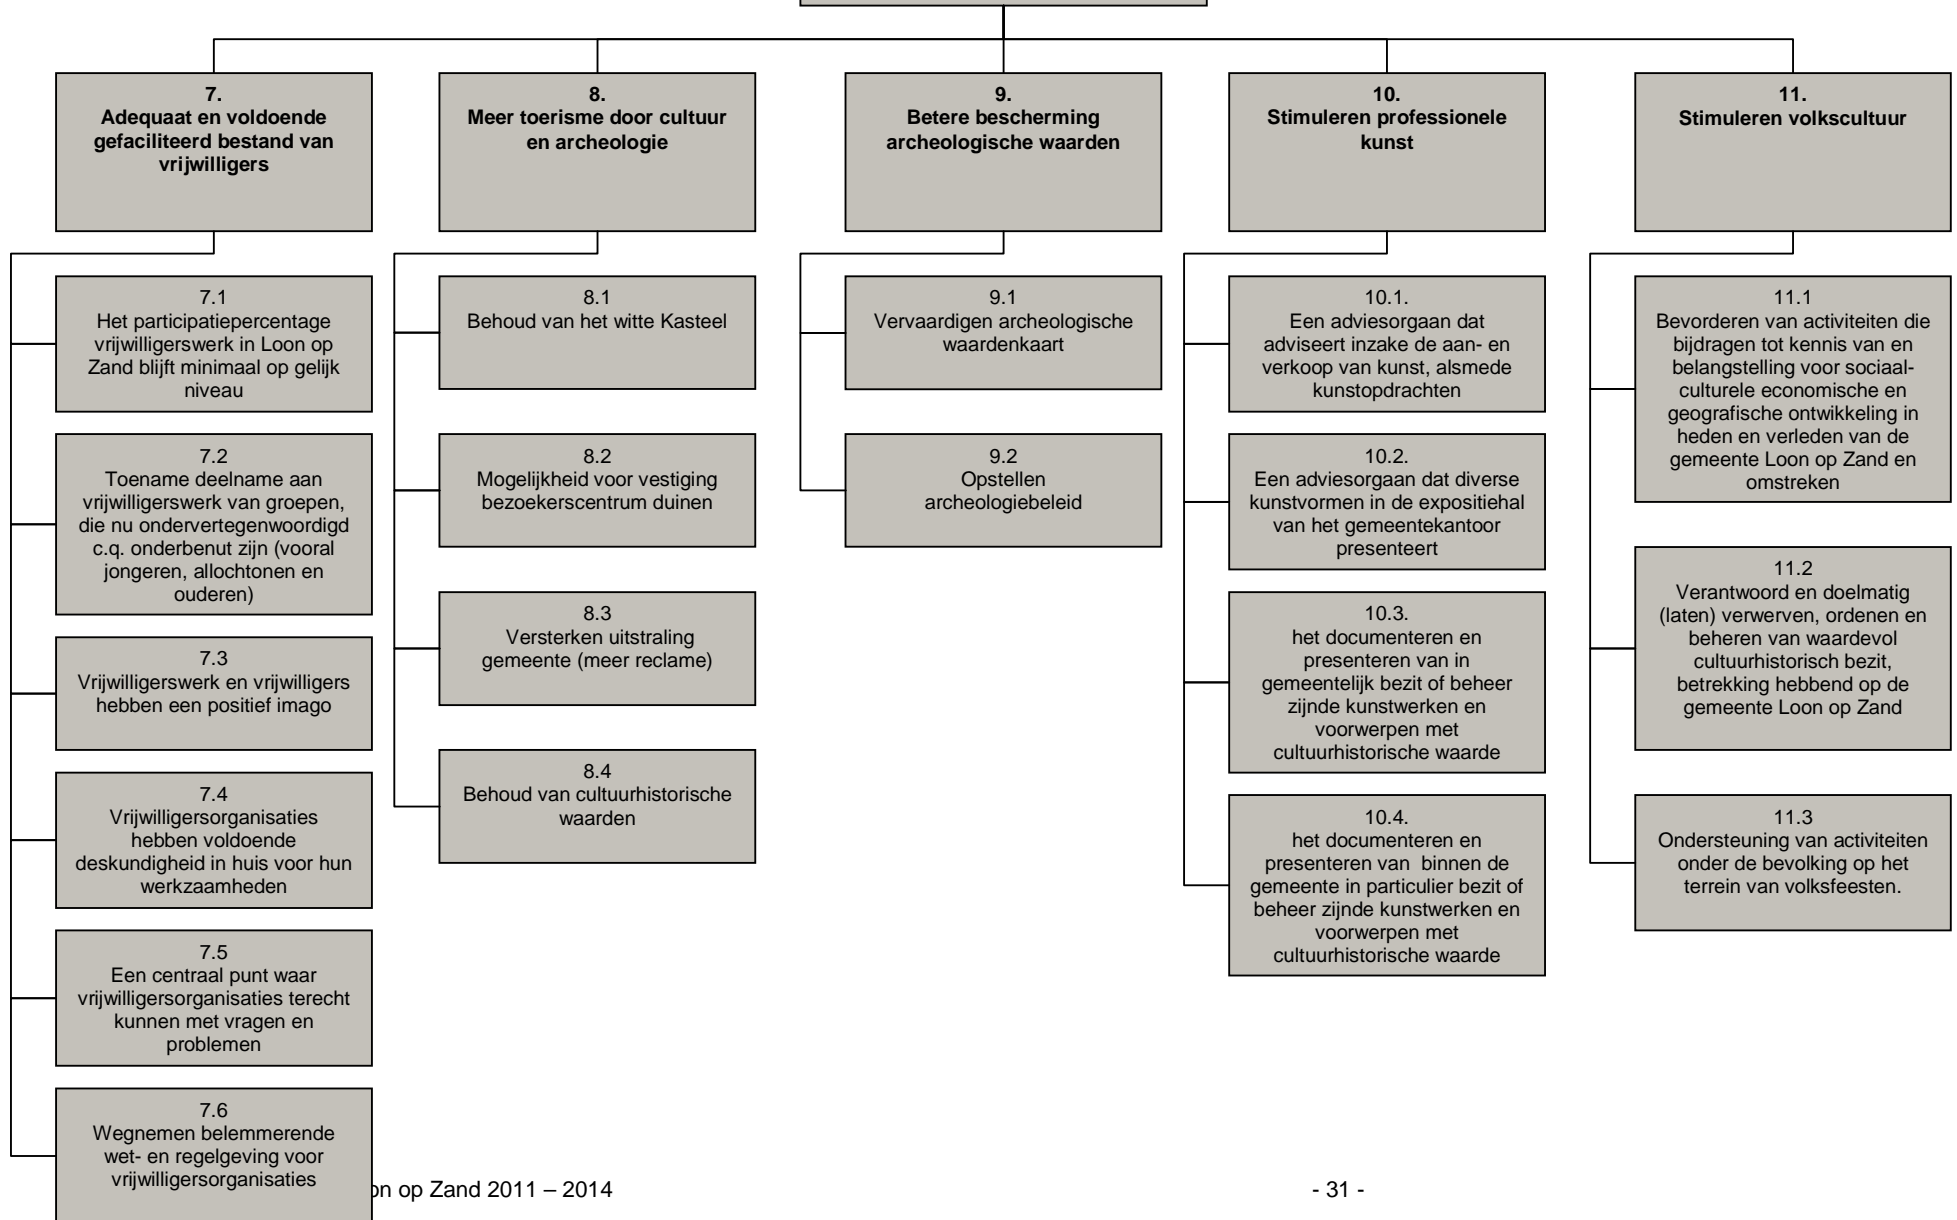 7.
Adequaat en voldoende
gefaciliteerd bestand van
vrijwilligers
7.1
Het participatiepercentage
vrijwilligerswerk in Loon op
Zand blijft minimaal op gelijk
niveau
7.2
Toename deelname aan
vrijwilligerswerk van groepen,
die nu ondervertegenwoordigd
c.q. onderbenut zijn (vooral
jongeren, allochtonen en
ouderen)
7.3
Vrijwilligerswerk en vrijwilligers
hebben een positief imago
7.4
Vrijwilligersorganisaties
hebben voldoende
deskundigheid in huis voor hun
werkzaamheden
7.5
Een centraal punt waar
vrijwilligersorganisaties terecht
kunnen met vragen en
problemen
7.6
Wegnemen belemmerende
wet- en regelgeving voor
vrijwilligersorganisaties
8.
Meer toerisme door cultuur
en archeologie
8.1
Behoud van het witte Kasteel
8.2
Mogelijkheid voor vestiging
bezoekerscentrum duinen
8.3
Versterken uitstraling
gemeente (meer reclame)
8.4
Behoud van cultuurhistorische
waarden
9.
Betere bescherming
archeologische waarden
9.1
Vervaardigen archeologische
waardenkaart
9.2
Opstellen
archeologiebeleid
10.
Stimuleren professionele
kunst
10.1.
Een adviesorgaan dat
adviseert inzake de aan- en
verkoop van kunst, alsmede
kunstopdrachten
10.2.
Een adviesorgaan dat diverse
kunstvormen in de expositiehal
van het gemeentekantoor
presenteert
10.3.
het documenteren en
presenteren van in
gemeentelijk bezit of beheer
zijnde kunstwerken en
voorwerpen met
cultuurhistorische waarde
10.4.
het documenteren en
presenteren van  binnen de
gemeente in particulier bezit of
beheer zijnde kunstwerken en
voorwerpen met
cultuurhistorische waarde
11.
Stimuleren volkscultuur
11.1
Bevorderen van activiteiten die
bijdragen tot kennis van en
belangstelling voor sociaal-
culturele economische en
geografische ontwikkeling in
heden en verleden van de
gemeente Loon op Zand en
omstreken
11.2
Verantwoord en doelmatig
(laten) verwerven, ordenen en
beheren van waardevol
cultuurhistorisch bezit,
betrekking hebbend op de
gemeente Loon op Zand
11.3
Ondersteuning van activiteiten
onder de bevolking op het
terrein van volksfeesten.
op Zand 2011 – 2014 - 31 -